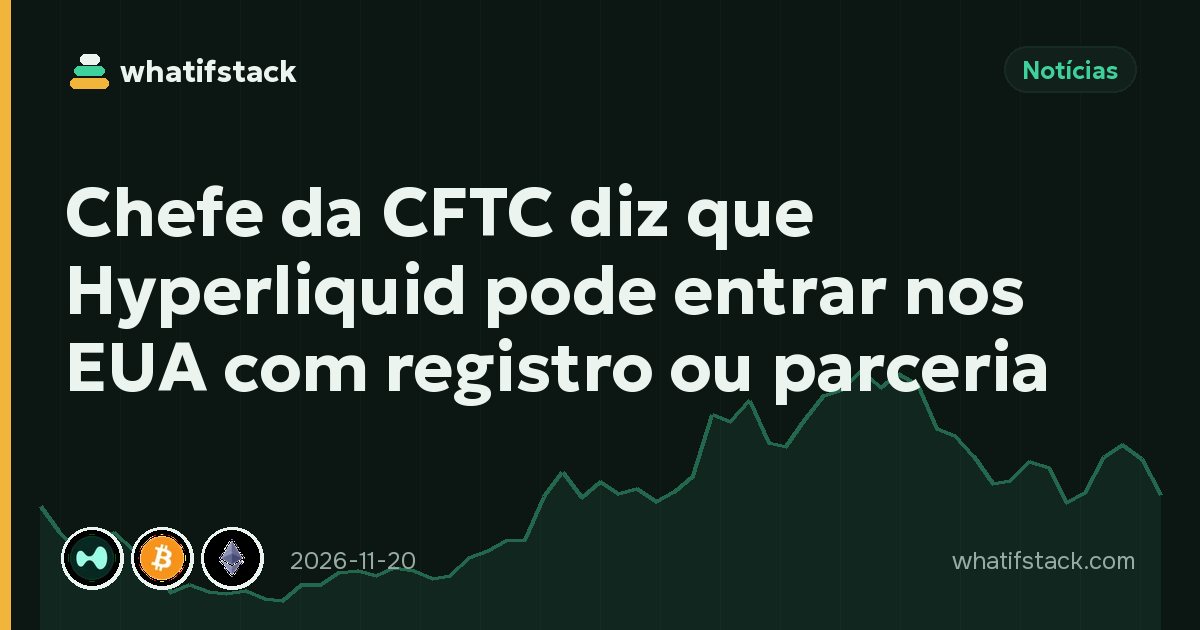 whatifstack
Notícias
Chefe da CFTC diz que
Hyperliquid pode entrar nos
EUA com registro ou parceria
2026-11-20
whatifstack.com